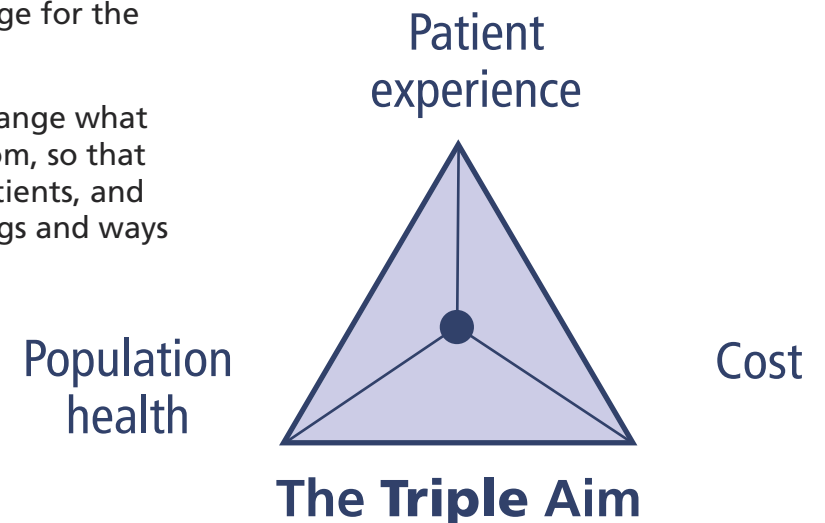 ge for the
ange what
om, so that
tients, and
gs and ways
Patient
experience
Population
health
Cost
The Triple Aim